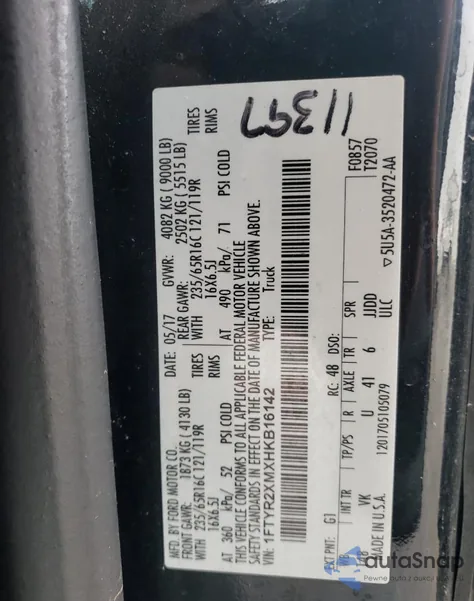 MFD. BY FORD MOTOR CO.
DATE: 05/17 GVWR: 4082 KG ( 9000 LB)
FRONT GAWR: 1873 KG ( 4130 LB) REAR GAWR: 2502 KG ( 5515 LB)
235/65R16C 121/119R WITH 235/65R16C 121/119R TIRES
16X6.5J 16X6.5J RIMS
AT 360 kPa/ 52 PSI COLD AT 490 kPa/ 71 PSI COLD
THIS VEHICLE CONFORMS TO ALL APPLICABLE FEDERAL MOTOR VEHICLE
SAFETY STANDARDS IN EFFECT ON THE DATE OF MANUFACTURE SHOWN ABOVE.
VIN: 1FTYR2XMXHKB16142 TYPE: Truck
11397
TIRES
RIMS
F0857
T2070
EXT PNT: G1 RC: 48 DSO:
INT TR TP/PS R AXLE TR SPR
VK U 41 6 JJDD
MADE IN U.S.A. ULC
1201705105079
▽5U5A-3520472-AA
autoSnap